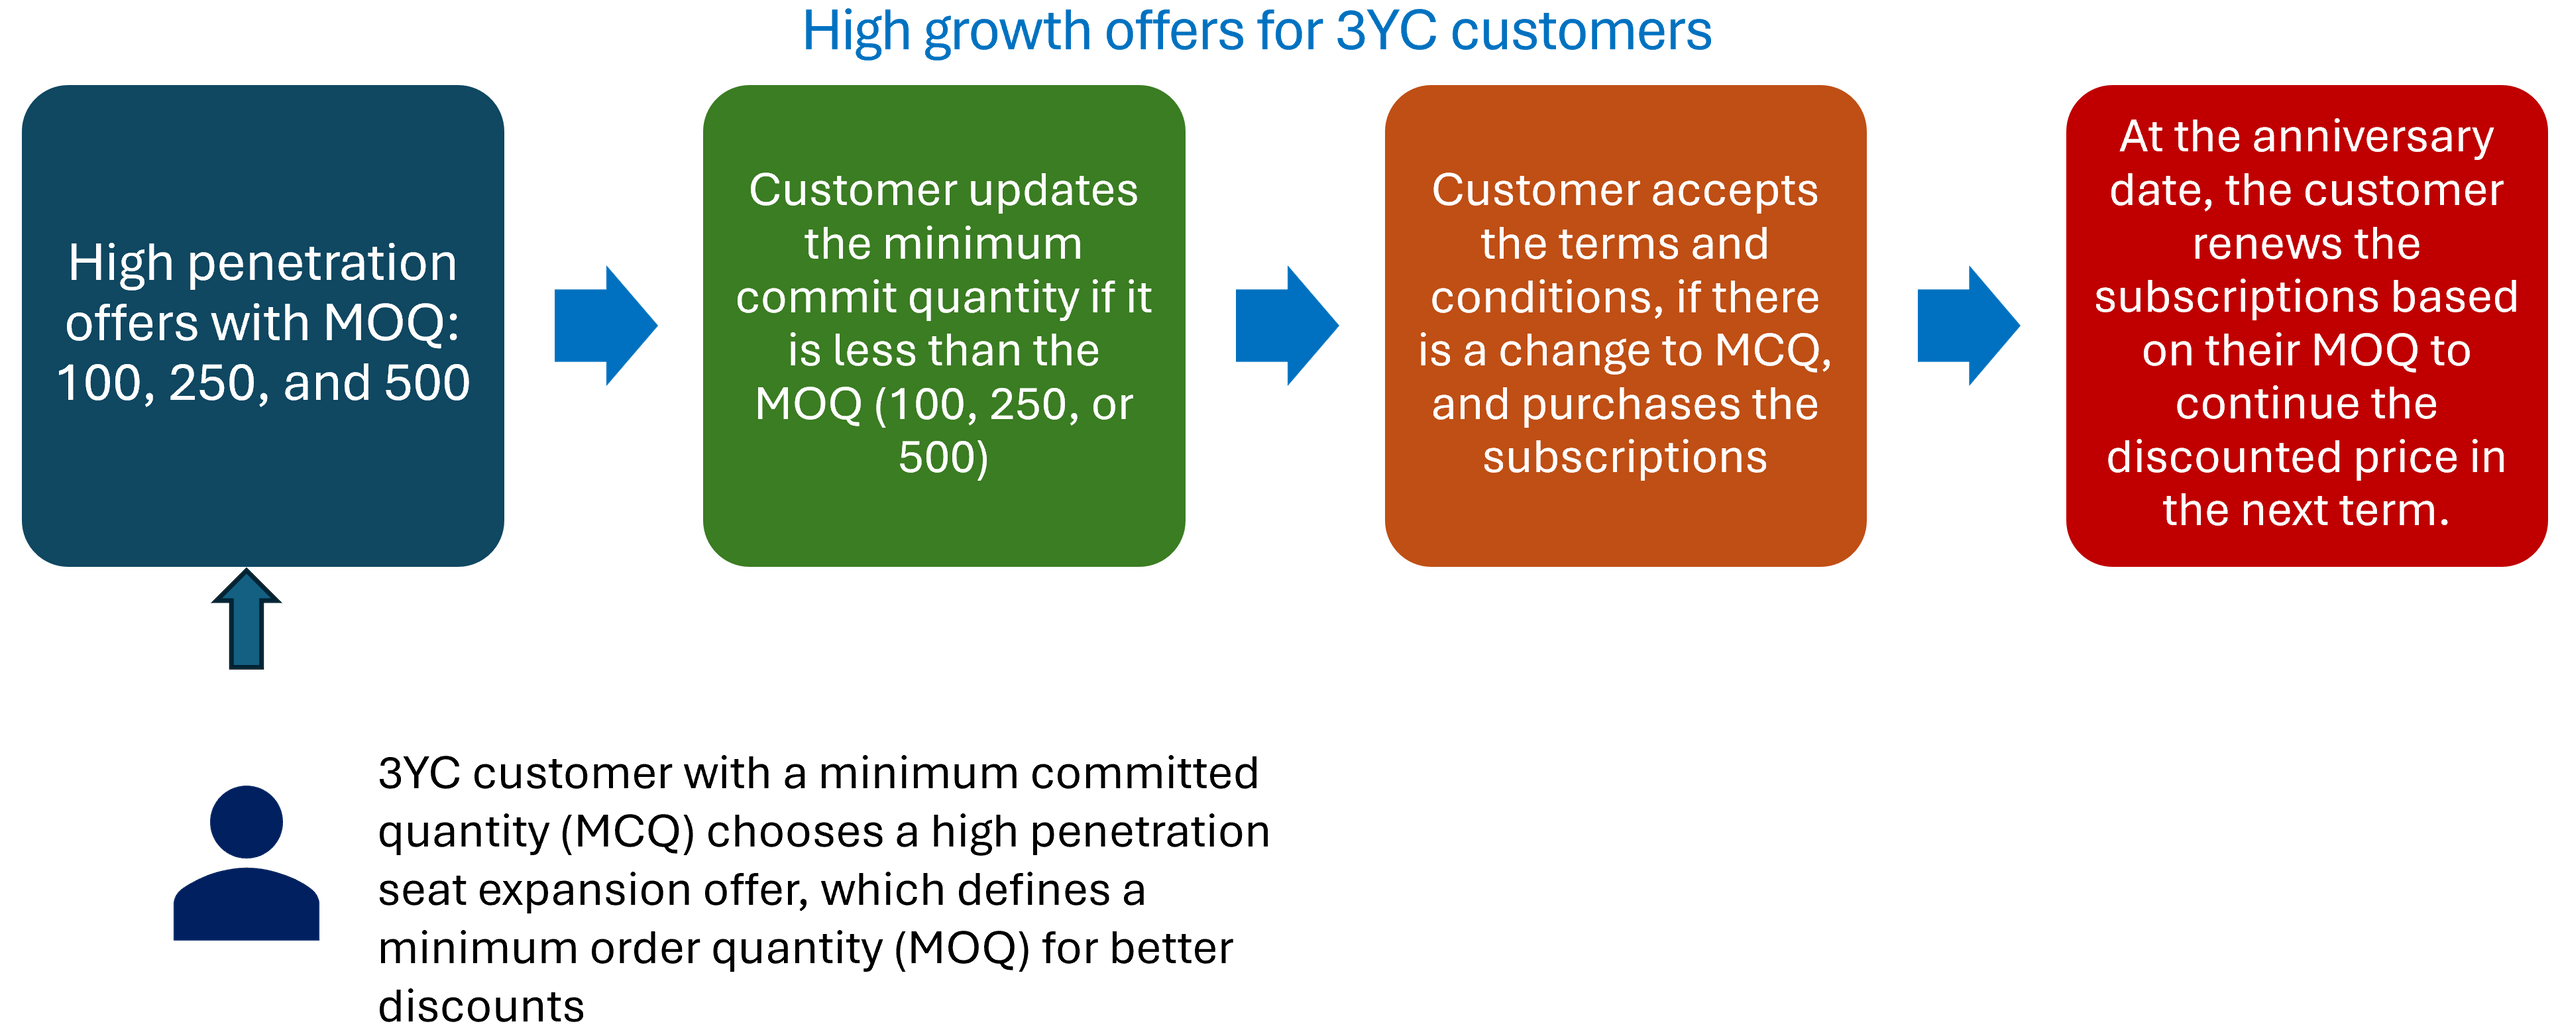 High growth offers for 3YC customers
High penetration
offers with MOQ:
100, 250, and 500
Customer updates
the minimum
commit quantity if it
is less than the
MOQ (100, 250, or
500)
Customer accepts
the terms and
conditions, if there
is a change to MCQ,
and purchases the
subscriptions
At the anniversary
date, the customer
renews the
subscriptions based
on their MOQ to
continue the
discounted price in
the next term.
3YC customer with a minimum committed
quantity (MCQ) chooses a high penetration
seat expansion offer, which defines a
minimum order quantity (MOQ) for better
discounts